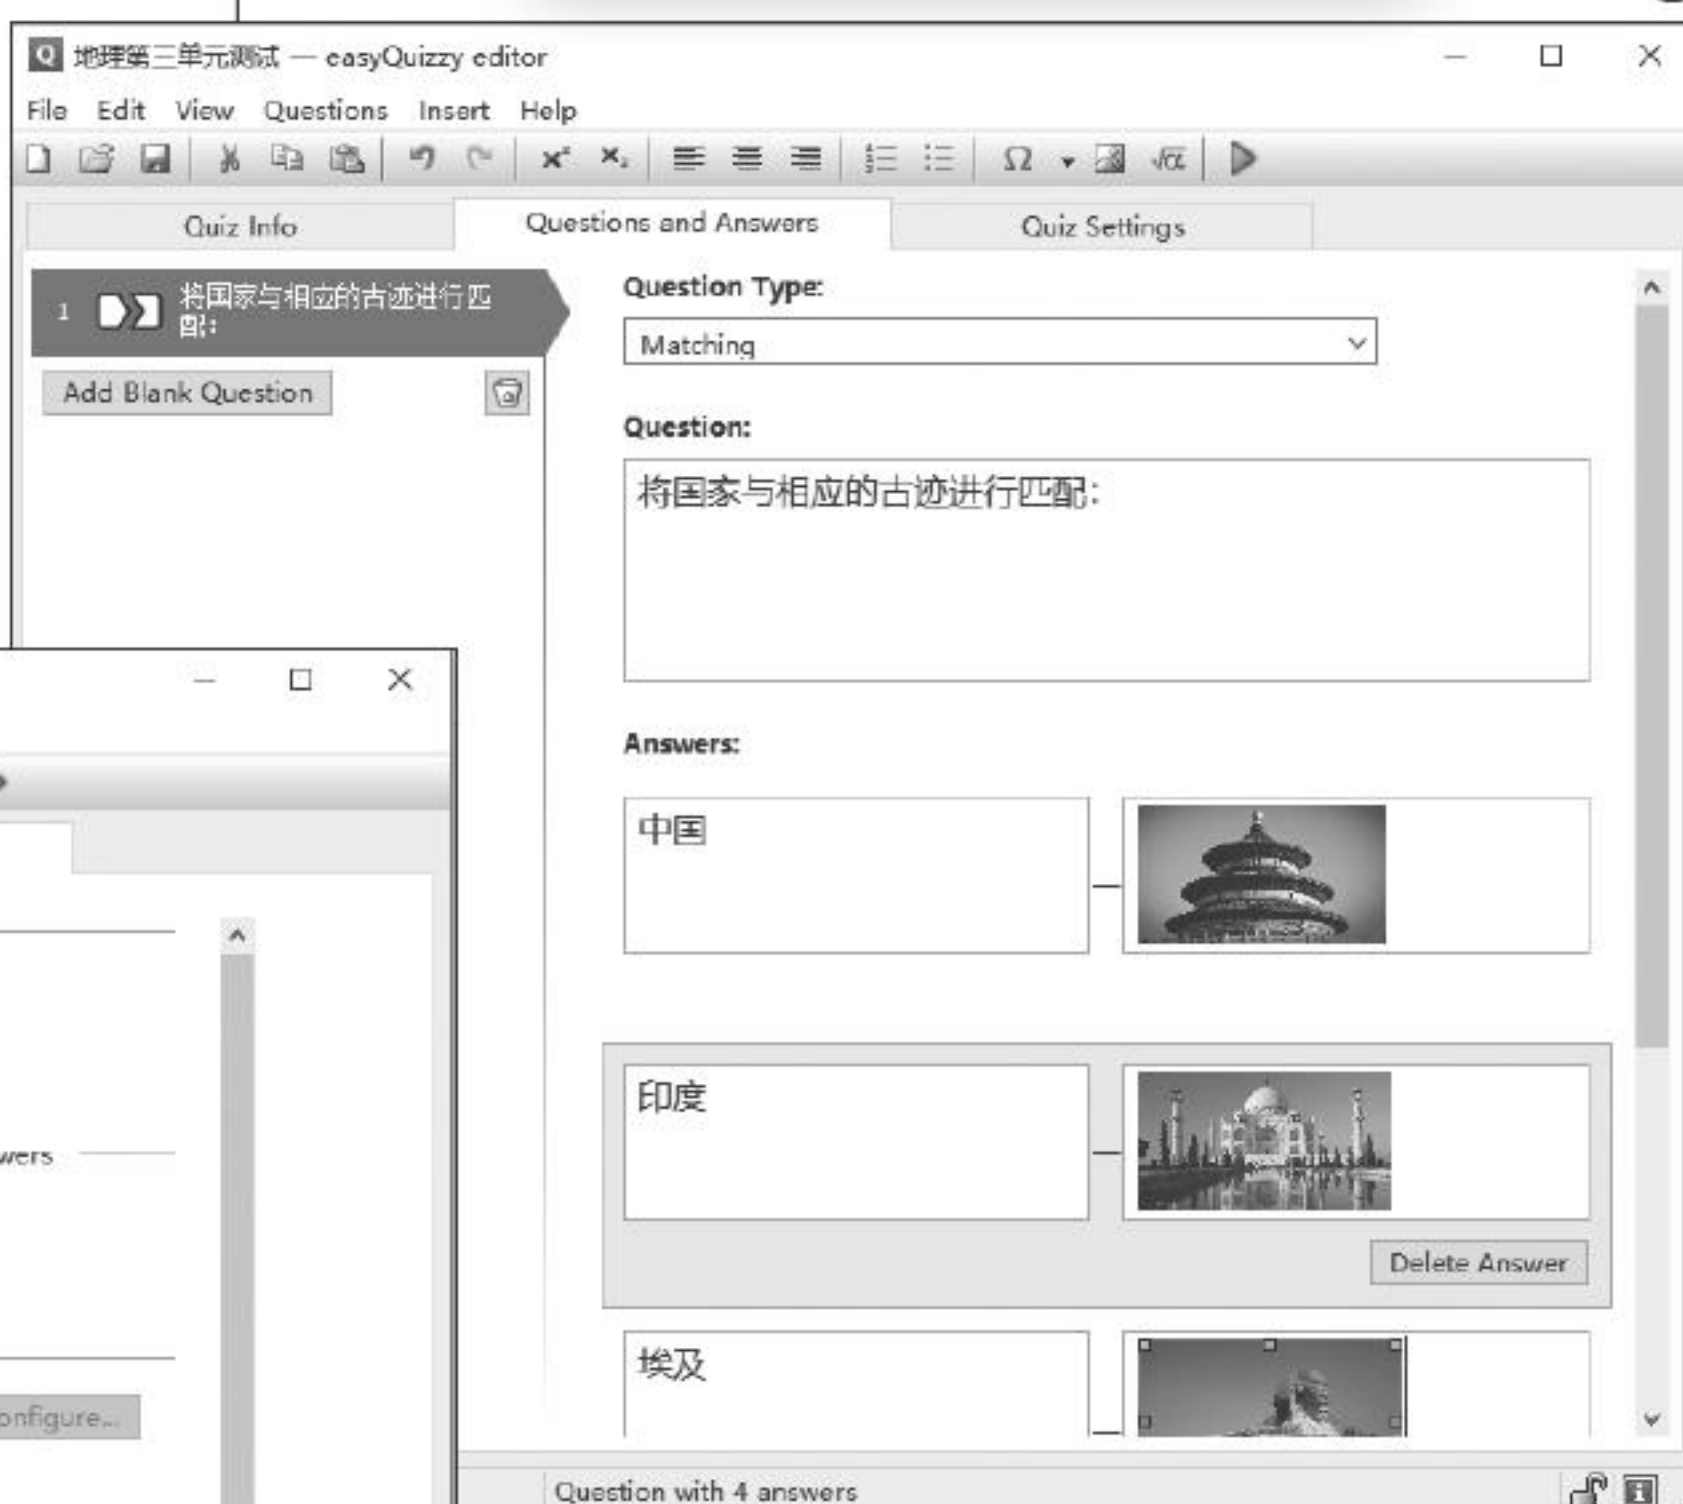 地理第三单元测试 — easyQuizzy editor
File Edit View Questions Insert Help
Quiz Info Questions and Answers Quiz Settings
1 将国家与相应的古迹进行匹
配：
Add Blank Question
Question Type:
Matching
Question:
将国家与相应的古迹进行匹配：
Answers:
中国
印度
Delete Answer
埃及
wers
onfigure...
Question with 4 answers